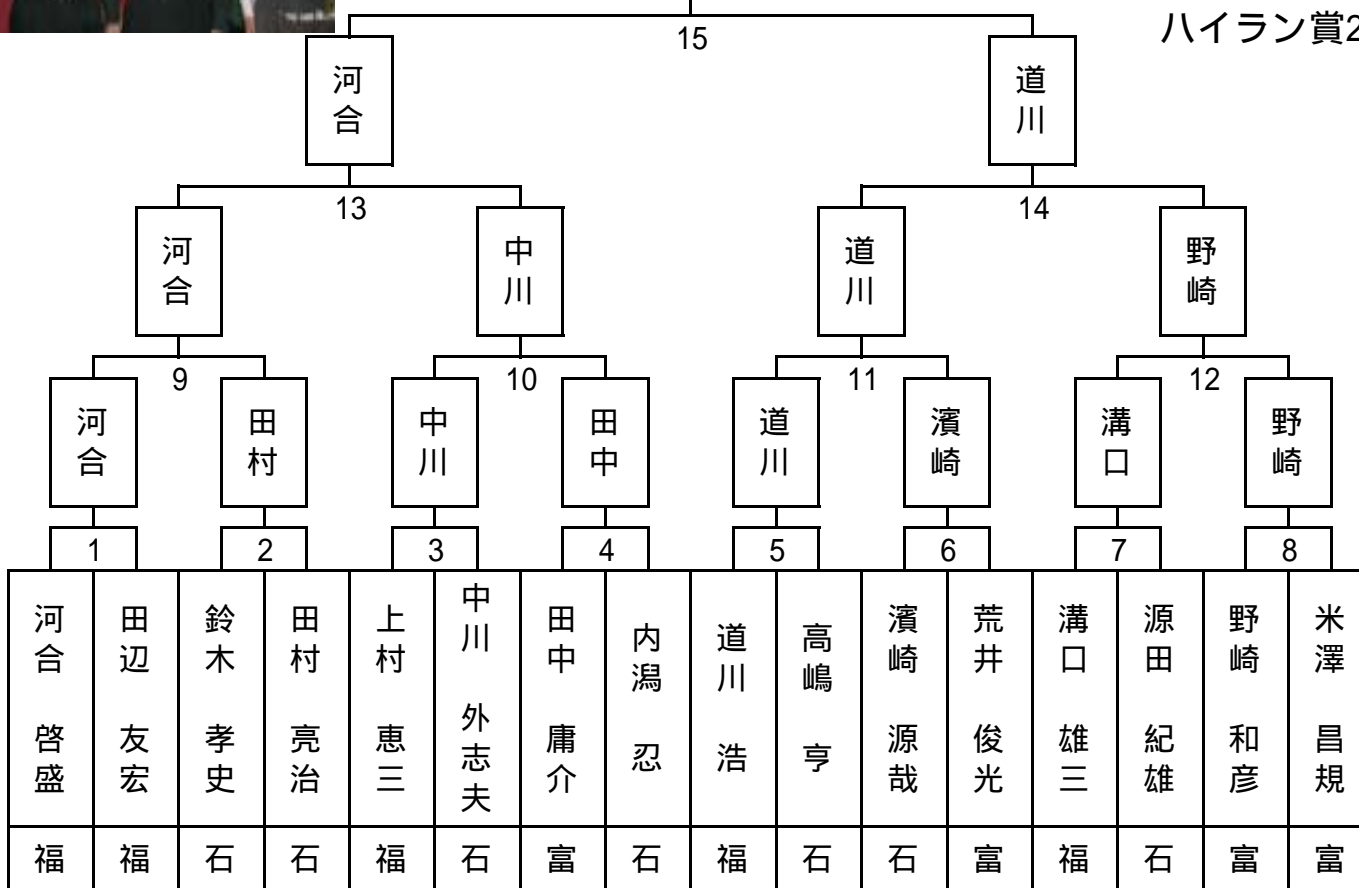 ハイラン賞2
15
河合
道川
13
14
河合
中川
道川
野崎
9
10
11
12
河合
田村
中川
田中
道川
濱崎
溝口
野崎
1
2
3
4
5
6
7
8
河合 啓盛
田辺 友宏
鈴木 孝史
田村 亮治
上村 恵三
中川 外志夫
田中 庸介
内潟 忍
道川 浩
高嶋 亨
濱崎 源哉
荒井 俊光
溝口 雄三
源田 紀雄
野崎 和彦
米澤 昌規
福
福
石
石
福
石
富
石
福
石
石
富
福
石
富
富